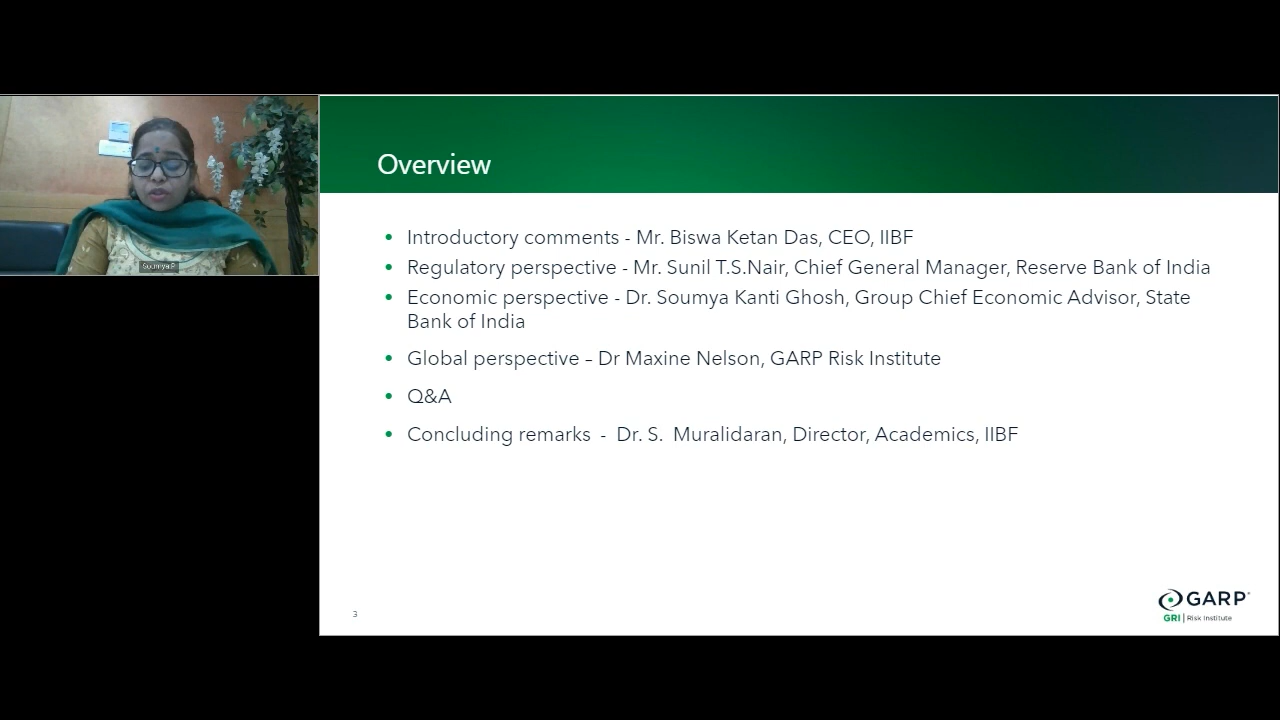 Overview
• Introductory comments - Mr. Biswa Ketan Das, CEO, IIBF
• Regulatory perspective - Mr. Sunil T.S.Nair, Chief General Manager, Reserve Bank of India
• Economic perspective - Dr. Soumya Kanti Ghosh, Group Chief Economic Advisor, State
Bank of India
• Global perspective – Dr Maxine Nelson, GARP Risk Institute
• Q&A
• Concluding remarks  -  Dr. S.  Muralidaran, Director, Academics, IIBF
Soumya P
3
GARP®
GRI | Risk Institute